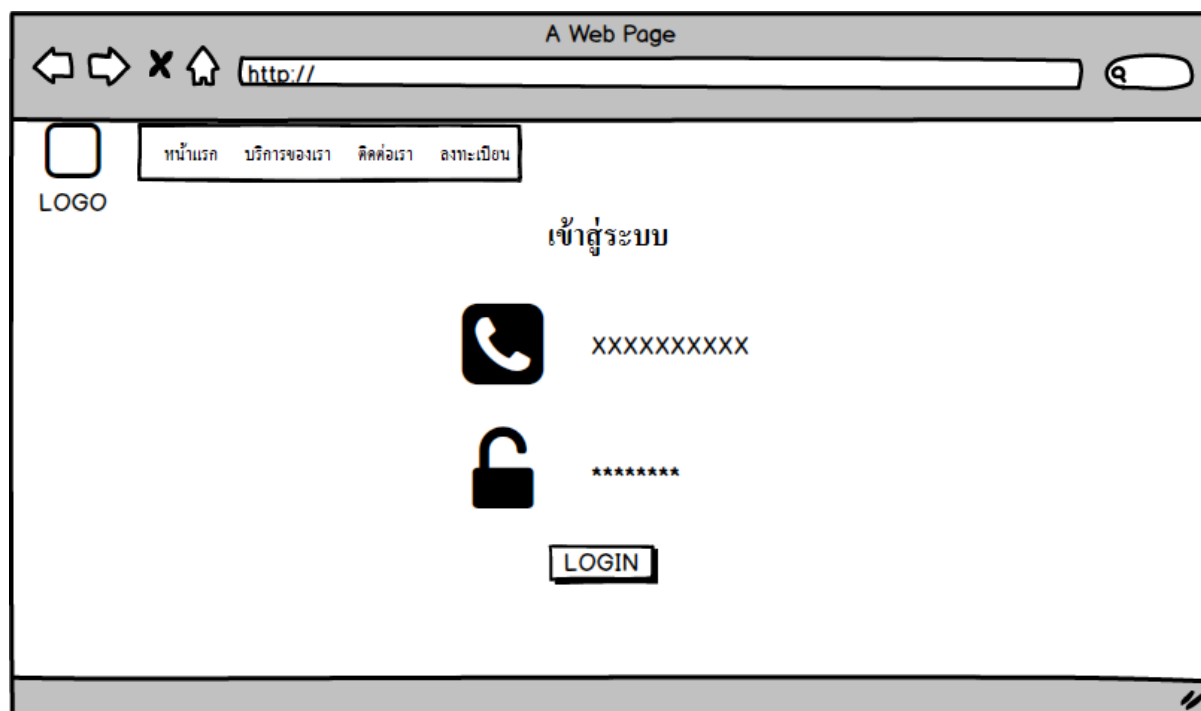 A Web Page
http://
หน้าแรก บริการของเรา ติดต่อเรา ลงทะเบียน
LOGO
เข้าสู่ระบบ
XXXXXXXXXX
********
LOGIN